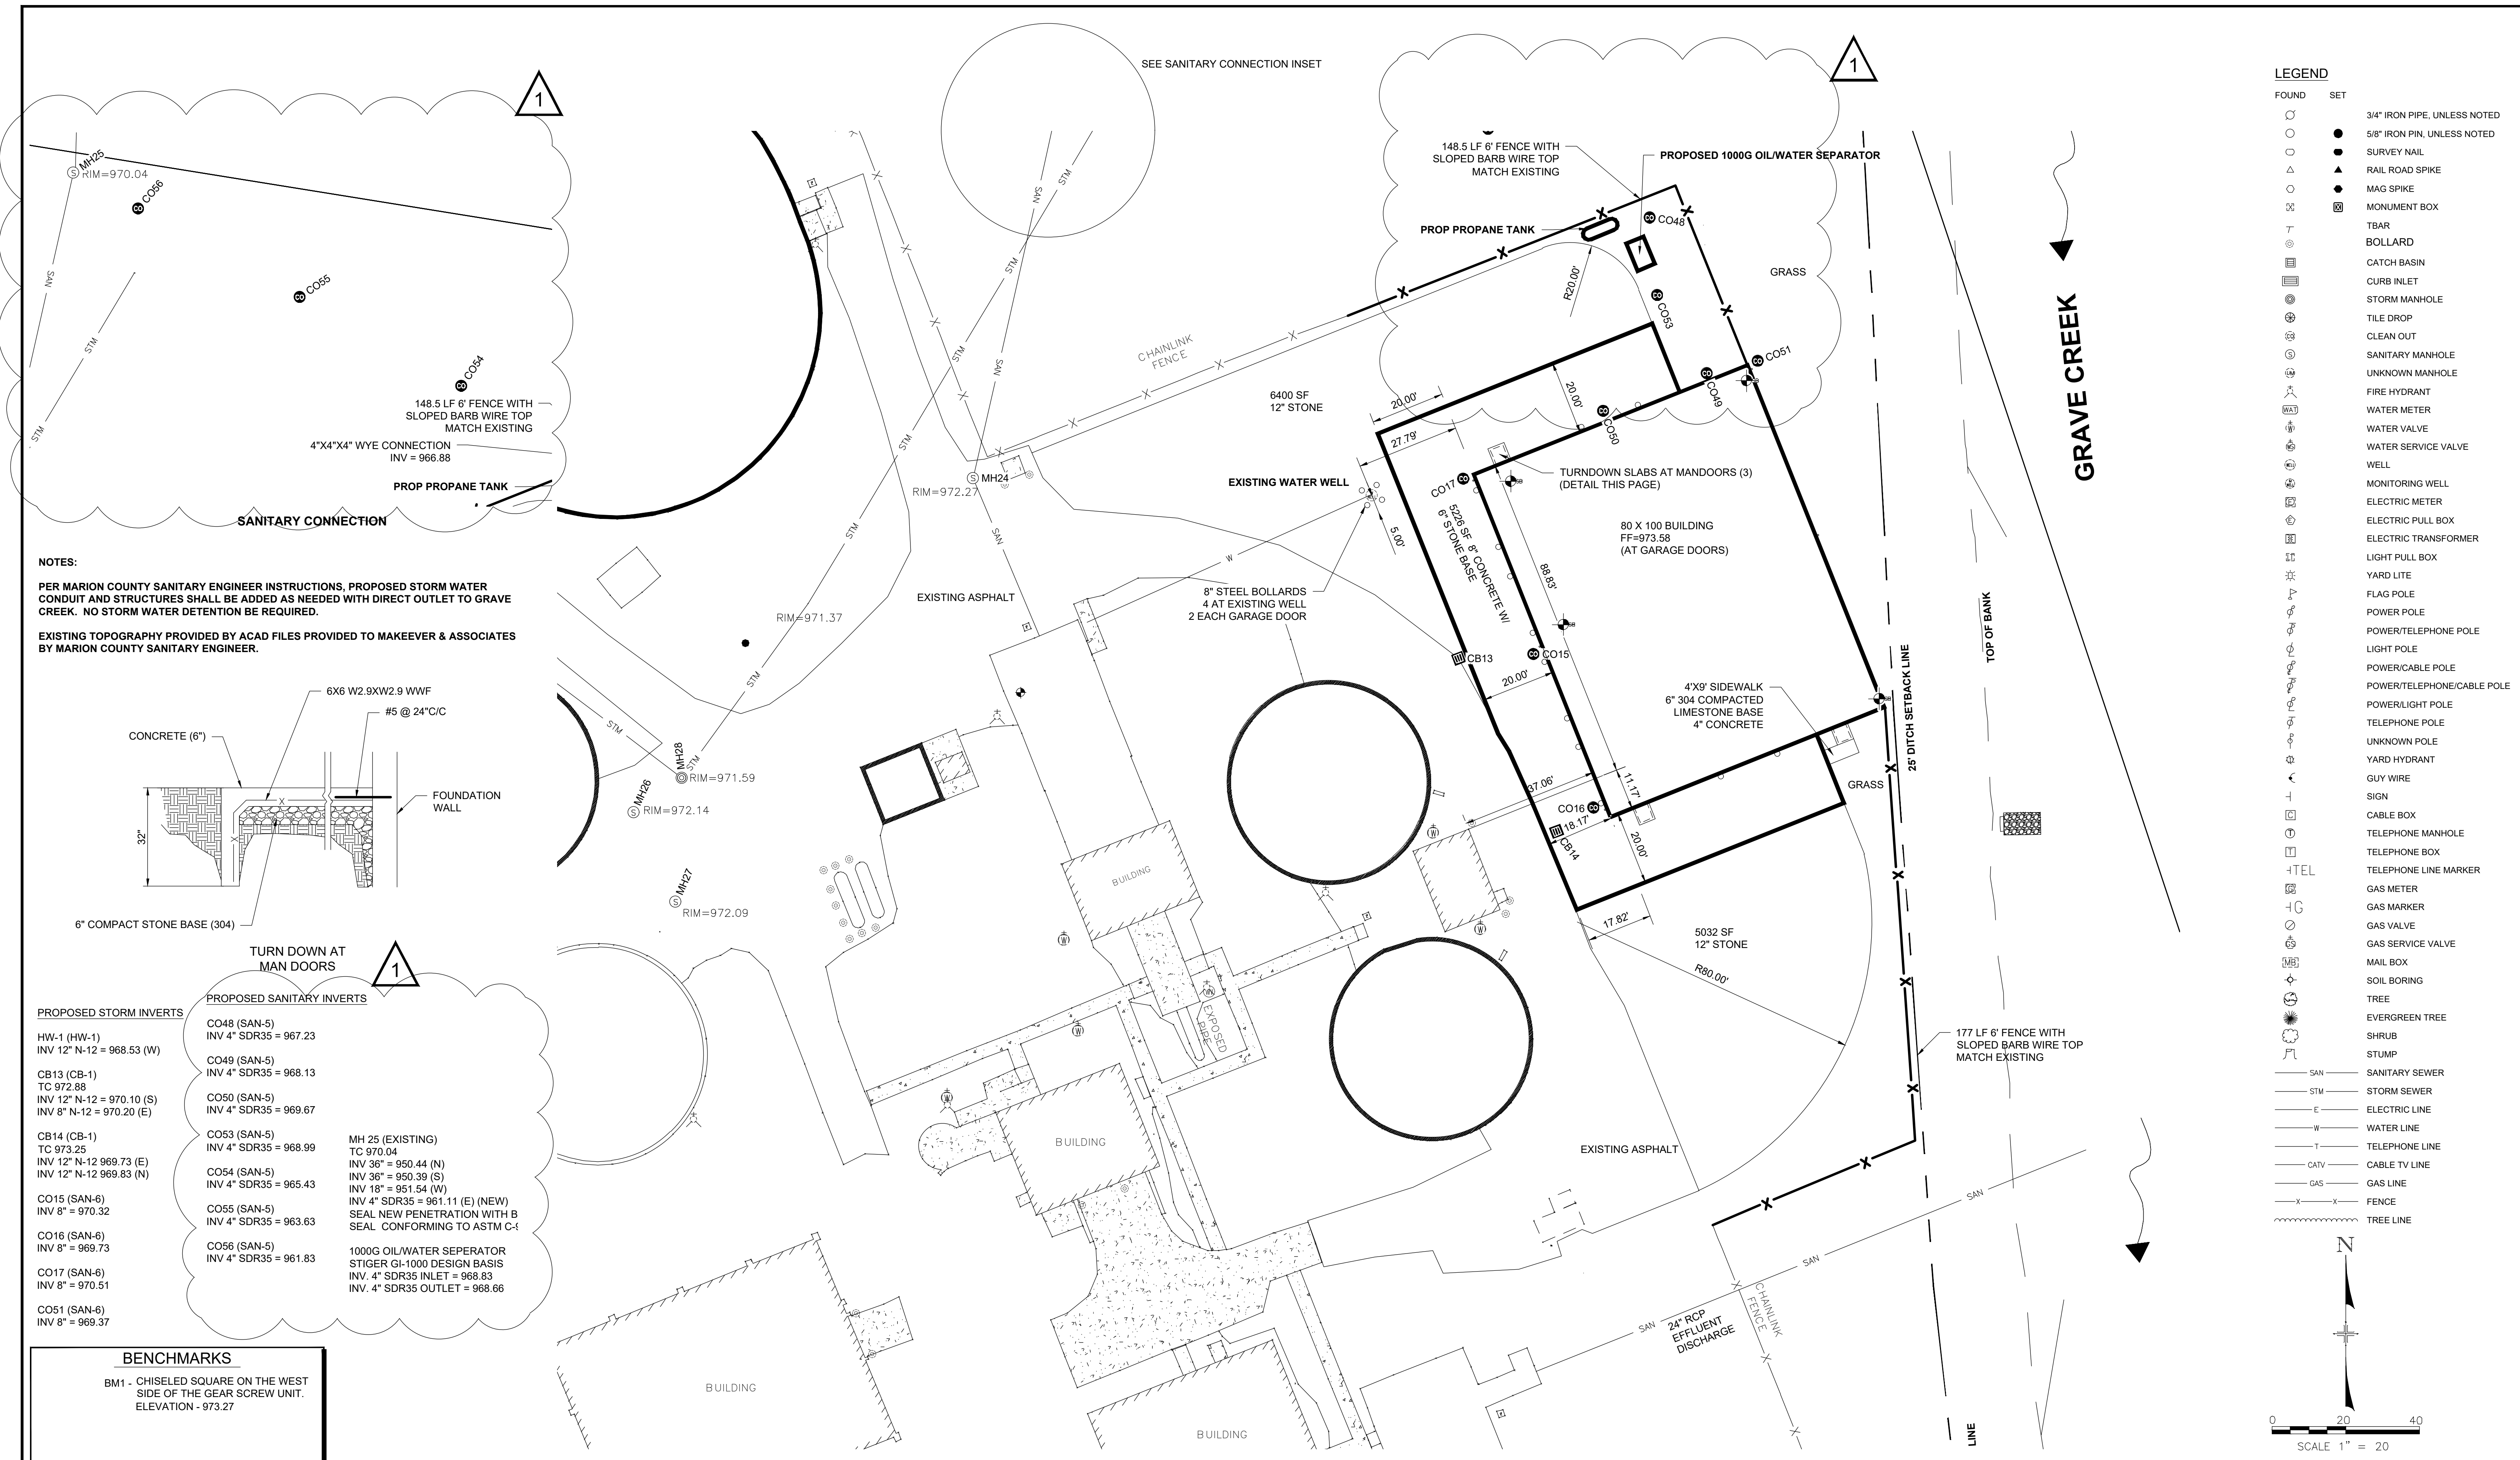 1
SEE SANITARY CONNECTION INSET
1
MH25
RIM=970.04
CO56
SAN
CO55
STM
CO54
STM
148.5 LF 6' FENCE WITH
SLOPED BARB WIRE TOP
MATCH EXISTING
4"X4"X4" WYE CONNECTION
INV = 966.88
PROP PROPANE TANK
SANITARY CONNECTION
NOTES:
PER MARION COUNTY SANITARY ENGINEER INSTRUCTIONS, PROPOSED STORM WATER
CONDUIT AND STRUCTURES SHALL BE ADDED AS NEEDED WITH DIRECT OUTLET TO GRAVE
CREEK. NO STORM WATER DETENTION BE REQUIRED.
EXISTING TOPOGRAPHY PROVIDED BY ACAD FILES PROVIDED TO MAKEEVER & ASSOCIATES
BY MARION COUNTY SANITARY ENGINEER.
6X6 W2.9XW2.9 WWF
#5 @ 24"C/C
CONCRETE (6")
FOUNDATION
WALL
32"
6" COMPACT STONE BASE (304)
TURN DOWN AT
MAN DOORS
1
PROPOSED STORM INVERTS
HW-1 (HW-1)
INV 12" N-12 = 968.53 (W)
CB13 (CB-1)
TC 972.88
INV 12" N-12 = 970.10 (S)
INV 8" N-12 = 970.20 (E)
CB14 (CB-1)
TC 973.25
INV 12" N-12 969.73 (E)
INV 12" N-12 969.83 (N)
CO15 (SAN-6)
INV 8" = 970.32
CO16 (SAN-6)
INV 8" = 969.73
CO17 (SAN-6)
INV 8" = 970.51
CO51 (SAN-6)
INV 8" = 969.37
PROPOSED SANITARY INVERTS
CO48 (SAN-5)
INV 4" SDR35 = 967.23
CO49 (SAN-5)
INV 4" SDR35 = 968.13
CO50 (SAN-5)
INV 4" SDR35 = 969.67
CO53 (SAN-5)
INV 4" SDR35 = 968.99
CO54 (SAN-5)
INV 4" SDR35 = 965.43
CO55 (SAN-5)
INV 4" SDR35 = 963.63
CO56 (SAN-5)
INV 4" SDR35 = 961.83
MH 25 (EXISTING)
TC 970.04
INV 36" = 950.44 (N)
INV 36" = 950.39 (S)
INV 18" = 951.54 (W)
INV 4" SDR35 = 961.11 (E) (NEW)
SEAL NEW PENETRATION WITH B
SEAL CONFORMING TO ASTM C-
1000G OIL/WATER SEPERATOR
STIGER GI-1000 DESIGN BASIS
INV. 4" SDR35 INLET = 968.83
INV. 4" SDR35 OUTLET = 968.66
BENCHMARKS
BM1 - CHISELED SQUARE ON THE WEST
SIDE OF THE GEAR SCREW UNIT.
ELEVATION - 973.27
SAN
STM
STM
STM
SAN
STM
STM
STM
STM
STM
SAN
CHAINLINK
FENCE
MH24
RIM=972.27
RIM=971.37
EXISTING ASPHALT
MH28
RIM=971.59
MH26
RIM=972.14
MH27
RIM=972.09
148.5 LF 6' FENCE WITH
SLOPED BARB WIRE TOP
MATCH EXISTING
PROPOSED 1000G OIL/WATER SEPARATOR
PROP PROPANE TANK
CO48
GRASS
R20.00'
CO53
CO51
CO49
CO50
6400 SF
12" STONE
20.00'
27.79'
20.00'
EXISTING WATER WELL
CO17
TURNDOWN SLABS AT MANDOORS (3)
(DETAIL THIS PAGE)
5226 SF 8" CONCRETE W/
6" STONE BASE
80 X 100 BUILDING
FF=973.58
(AT GARAGE DOORS)
5.00'
W
88.83'
8" STEEL BOLLARDS
4 AT EXISTING WELL
2 EACH GARAGE DOOR
CB13
CO15
20.00'
4'X9' SIDEWALK
6" 304 COMPACTED
LIMESTONE BASE
4" CONCRETE
37.06'
11.17'
CO16
18.17'
CB14
20.00'
GRASS
17.82'
5032 SF
12" STONE
R80.00'
BUILDING
EXPOSED
PIPE
BUILDING
BUILDING
BUILDING
EXISTING ASPHALT
177 LF 6' FENCE WITH
SLOPED BARB WIRE TOP
MATCH EXISTING
SAN
SAN
SAN
24" RCP
EFFLUENT
DISCHARGE
CHAINLINK
FENCE
25' DITCH SETBACK LINE
TOP OF BANK
LINE
GRAVE CREEK
LEGEND
FOUND SET
3/4" IRON PIPE, UNLESS NOTED
5/8" IRON PIN, UNLESS NOTED
SURVEY NAIL
RAIL ROAD SPIKE
MAG SPIKE
MONUMENT BOX
TBAR
BOLLARD
CATCH BASIN
CURB INLET
STORM MANHOLE
TILE DROP
CLEAN OUT
SANITARY MANHOLE
UNKNOWN MANHOLE
FIRE HYDRANT
WATER METER
WATER VALVE
WATER SERVICE VALVE
WELL
MONITORING WELL
ELECTRIC METER
ELECTRIC PULL BOX
ELECTRIC TRANSFORMER
LIGHT PULL BOX
YARD LITE
FLAG POLE
POWER POLE
POWER/TELEPHONE POLE
LIGHT POLE
POWER/CABLE POLE
POWER/TELEPHONE/CABLE POLE
POWER/LIGHT POLE
TELEPHONE POLE
UNKNOWN POLE
YARD HYDRANT
GUY WIRE
SIGN
CABLE BOX
TELEPHONE MANHOLE
TELEPHONE BOX
TEL TELEPHONE LINE MARKER
GAS METER
G GAS MARKER
GAS VALVE
GAS SERVICE VALVE
MAIL BOX
SOIL BORING
TREE
EVERGREEN TREE
SHRUB
STUMP
SAN SANITARY SEWER
STM STORM SEWER
E ELECTRIC LINE
W WATER LINE
T TELEPHONE LINE
CATV CABLE TV LINE
GAS GAS LINE
X X FENCE
TREE LINE
N
0 20 40
SCALE 1" = 20